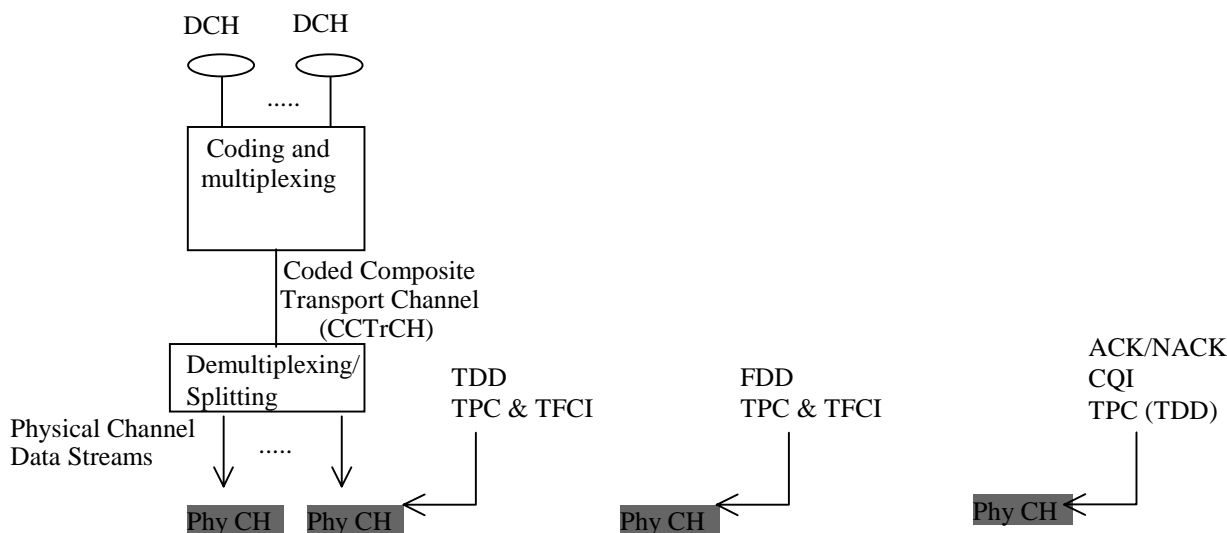 DCH
DCH
.....
Coding and
multiplexing
Coded Composite
Transport Channel
(CCTrCH)
Demultiplexing/
Splitting
Physical Channel
Data Streams
.....
TDD
TPC & TFCI
FDD
TPC & TFCI
ACK/NACK
CQI
TPC (TDD)
Phy CH
Phy CH
Phy CH
Phy CH